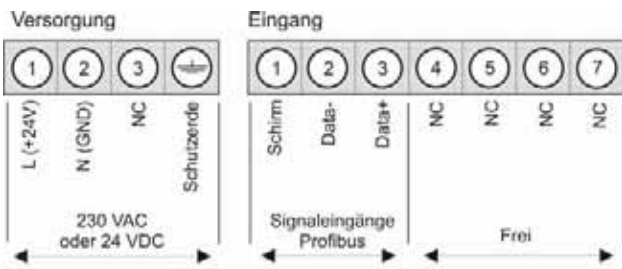 Versorgung
Eingang
1 2 3
1 2 3 4 5 6 7
L (+24V)
N (GND)
NC
Schutzerde
Schirm
Data-
Data+
NC
NC
NC
NC
230 VAC
oder 24 VDC
Signaleingänge
Profibus
Frei